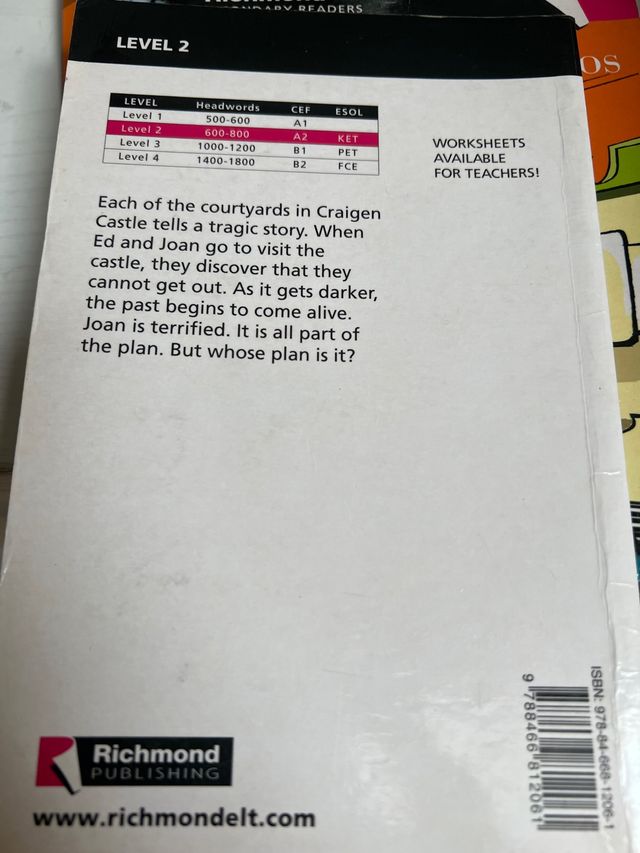 ONDARY READERS
LEVEL 2
LEVEL Headwords CEF ESOL
Level 1 500-600 A1
Level 2 600-800 A2 KET
Level 3 1000-1200 B1 PET
Level 4 1400-1800 B2 FCE
WORKSHEETS
AVAILABLE
FOR TEACHERS!
Each of the courtyards in Craigen
Castle tells a tragic story. When
Ed and Joan go to visit the
castle, they discover that they
cannot get out. As it gets darker,
the past begins to come alive.
Joan is terrified. It is all part of
the plan. But whose plan is it?
OS
ISBN: 978-84-668-1206-1
9 788466 812061
Richmond
PUBLISHING
www.richmondelt.com